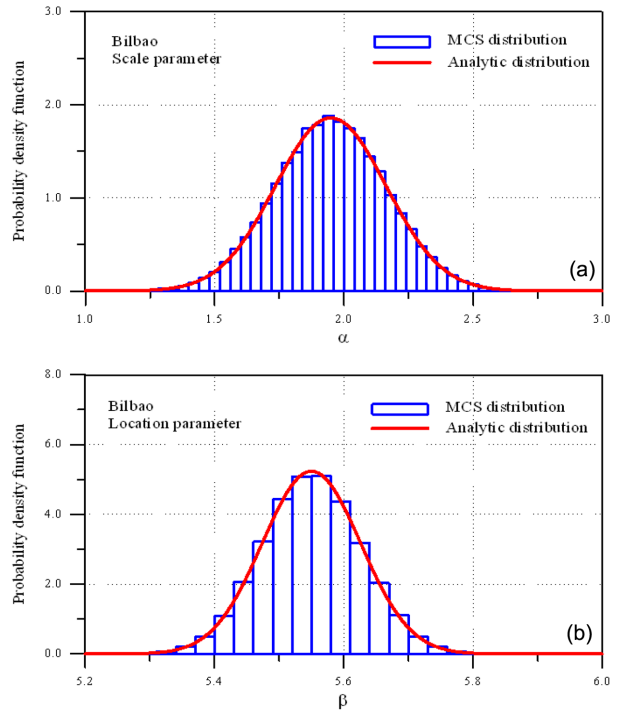 3.0
Bilbao
Scale parameter
MCS distribution
Analytic distribution
Probability density function
2.0
1.0
0.0
(a)
1.0 1.5 2.0 2.5 3.0
α
8.0
Bilbao
Location parameter
MCS distribution
Analytic distribution
Probability density function
6.0
4.0
2.0
0.0
(b)
5.2 5.4 5.6 5.8 6.0
β